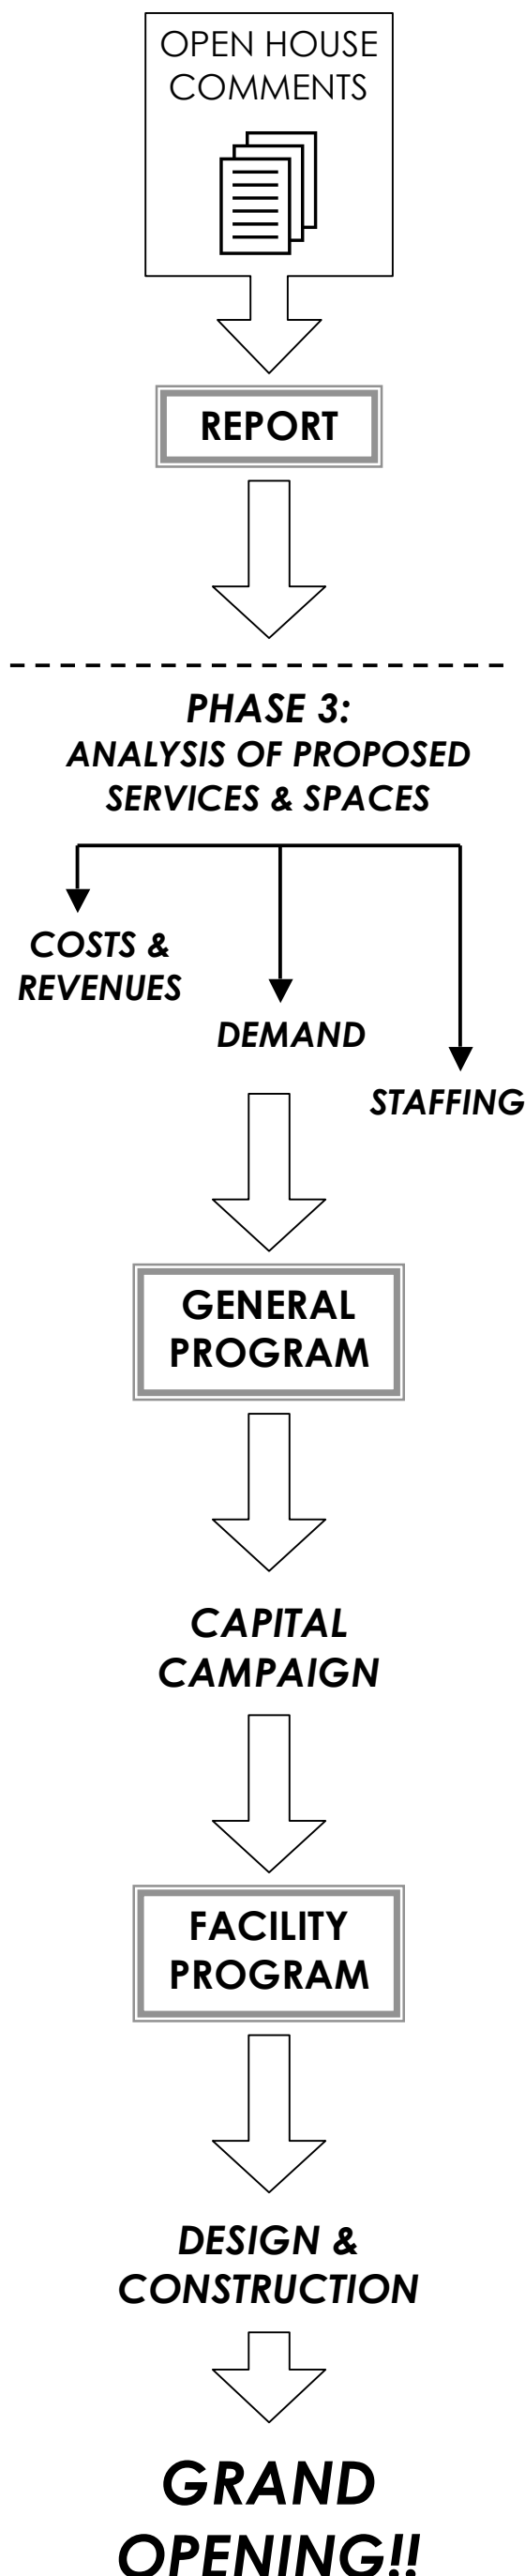 OPEN HOUSE
COMMENTS
REPORT
PHASE 3:
ANALYSIS OF PROPOSED
SERVICES & SPACES
COSTS &
REVENUES
DEMAND
STAFFING
GENERAL
PROGRAM
CAPITAL
CAMPAIGN
FACILITY
PROGRAM
DESIGN &
CONSTRUCTION
GRAND
OPENING!!